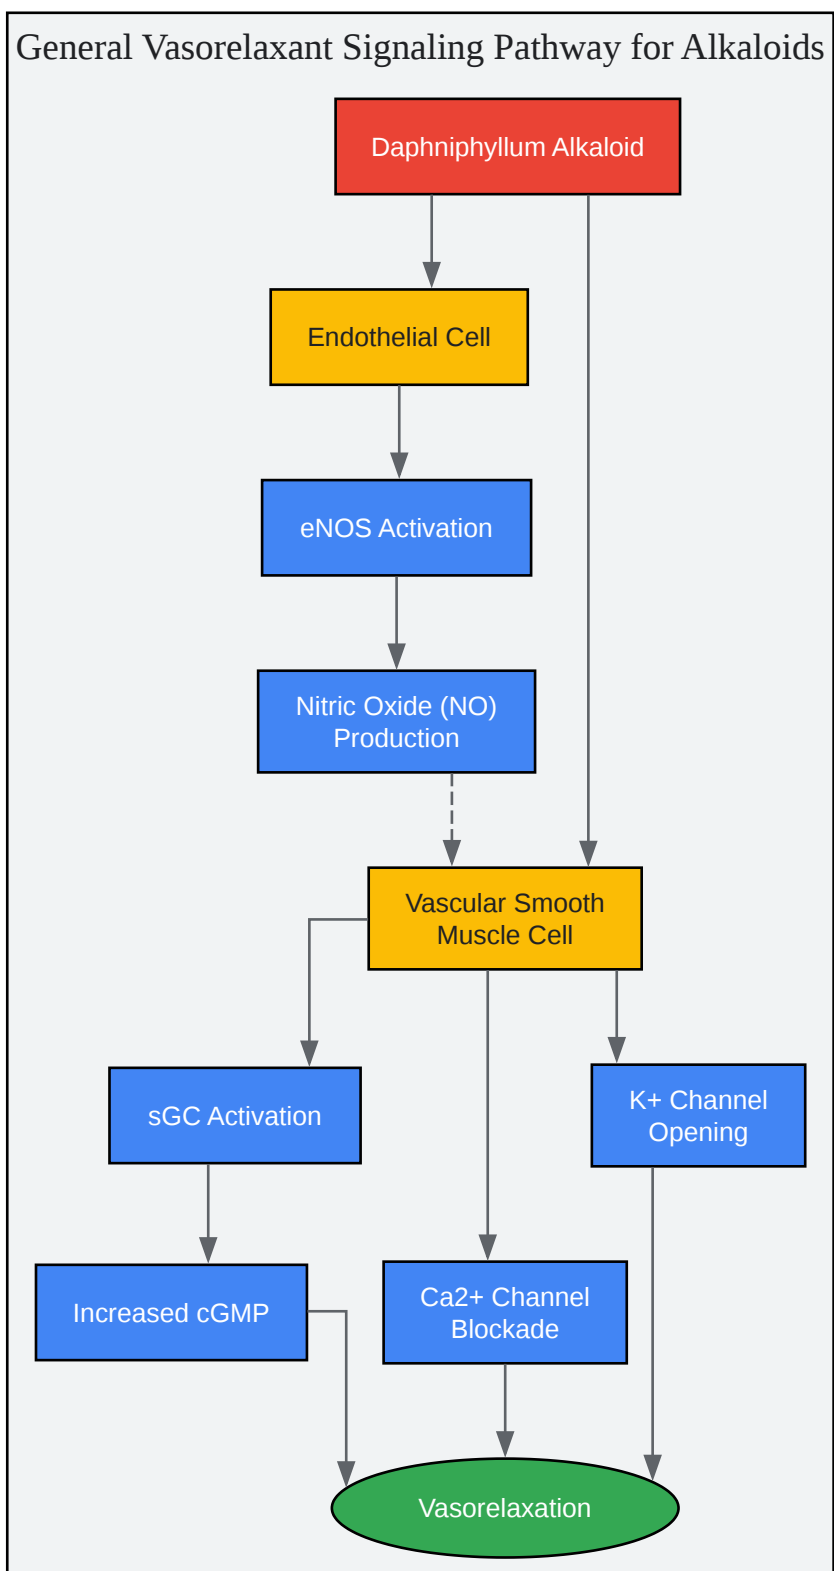 General Vasorelaxant Signaling Pathway for Alkaloids
Daphniphyllum Alkaloid
Endothelial Cell
eNOS Activation
Nitric Oxide (NO)
Production
Vascular Smooth
Muscle Cell
sGC Activation
K+ Channel
Opening
Increased cGMP
Ca2+ Channel
Blockade
Vasorelaxation